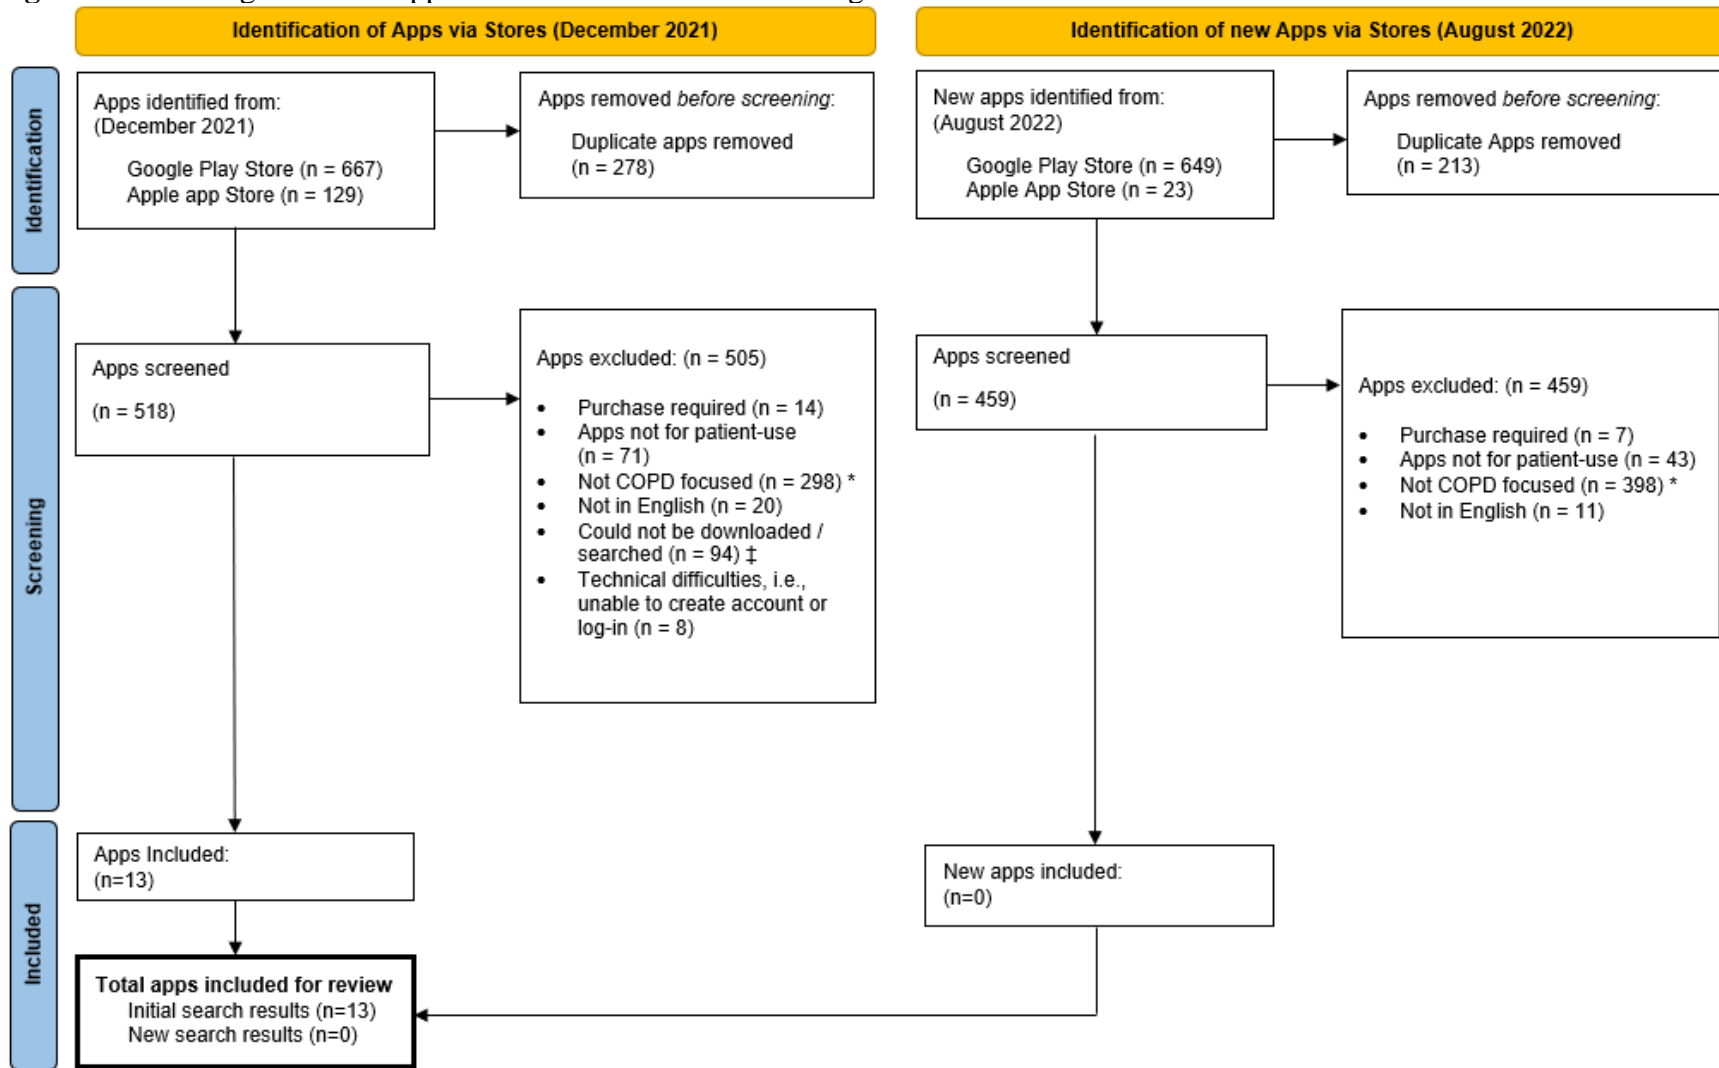 Identification of Apps via Stores (December 2021)
Identification
Apps identified from:
(December 2021)
Google Play Store (n = 667)
Apple app Store (n = 129)
Apps removed before screening:
Duplicate apps removed
(n = 278)
Screening
Apps screened
(n = 518)
Apps excluded: (n = 505)
• Purchase required (n = 14)
• Apps not for patient-use
(n = 71)
• Not COPD focused (n = 298) *
• Not in English (n = 20)
• Could not be downloaded /
searched (n = 94) ‡
• Technical difficulties, i.e.,
unable to create account or
log-in (n = 8)
Included
Apps Included:
(n=13)
Total apps included for review
Initial search results (n=13)
New search results (n=0)
Identification of new Apps via Stores (August 2022)
New apps identified from:
(August 2022)
Google Play Store (n = 649)
Apple App Store (n = 23)
Apps removed before screening:
Duplicate Apps removed
(n = 213)
Apps screened
(n = 459)
Apps excluded: (n = 459)
• Purchase required (n = 7)
• Apps not for patient-use (n = 43)
• Not COPD focused (n = 398) *
• Not in English (n = 11)
New apps included:
(n=0)